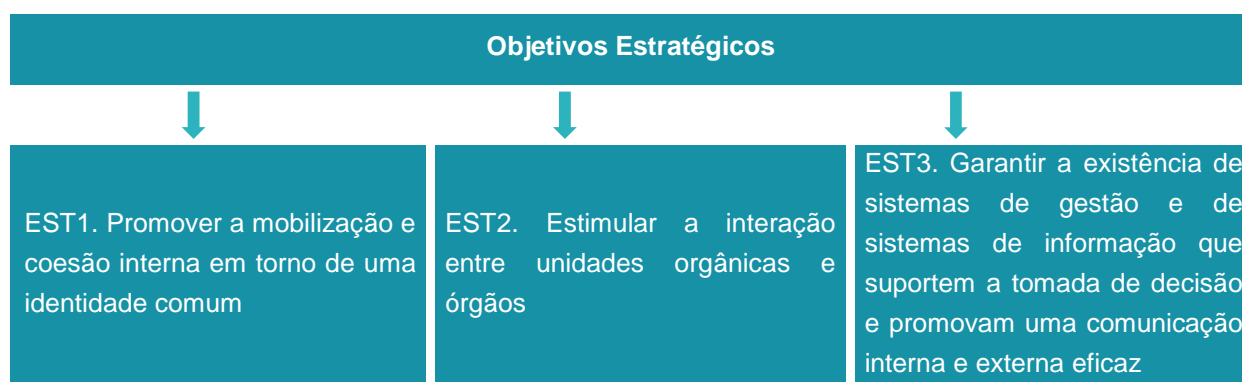 Objetivos Estratégicos
EST1. Promover a mobilização e
coesão interna em torno de uma
identidade comum
EST2. Estimular a interação
entre unidades orgânicas e
órgãos
EST3. Garantir a existência de
sistemas de gestão e de
sistemas de informação que
suportem a tomada de decisão
e promovam uma comunicação
interna e externa eficaz